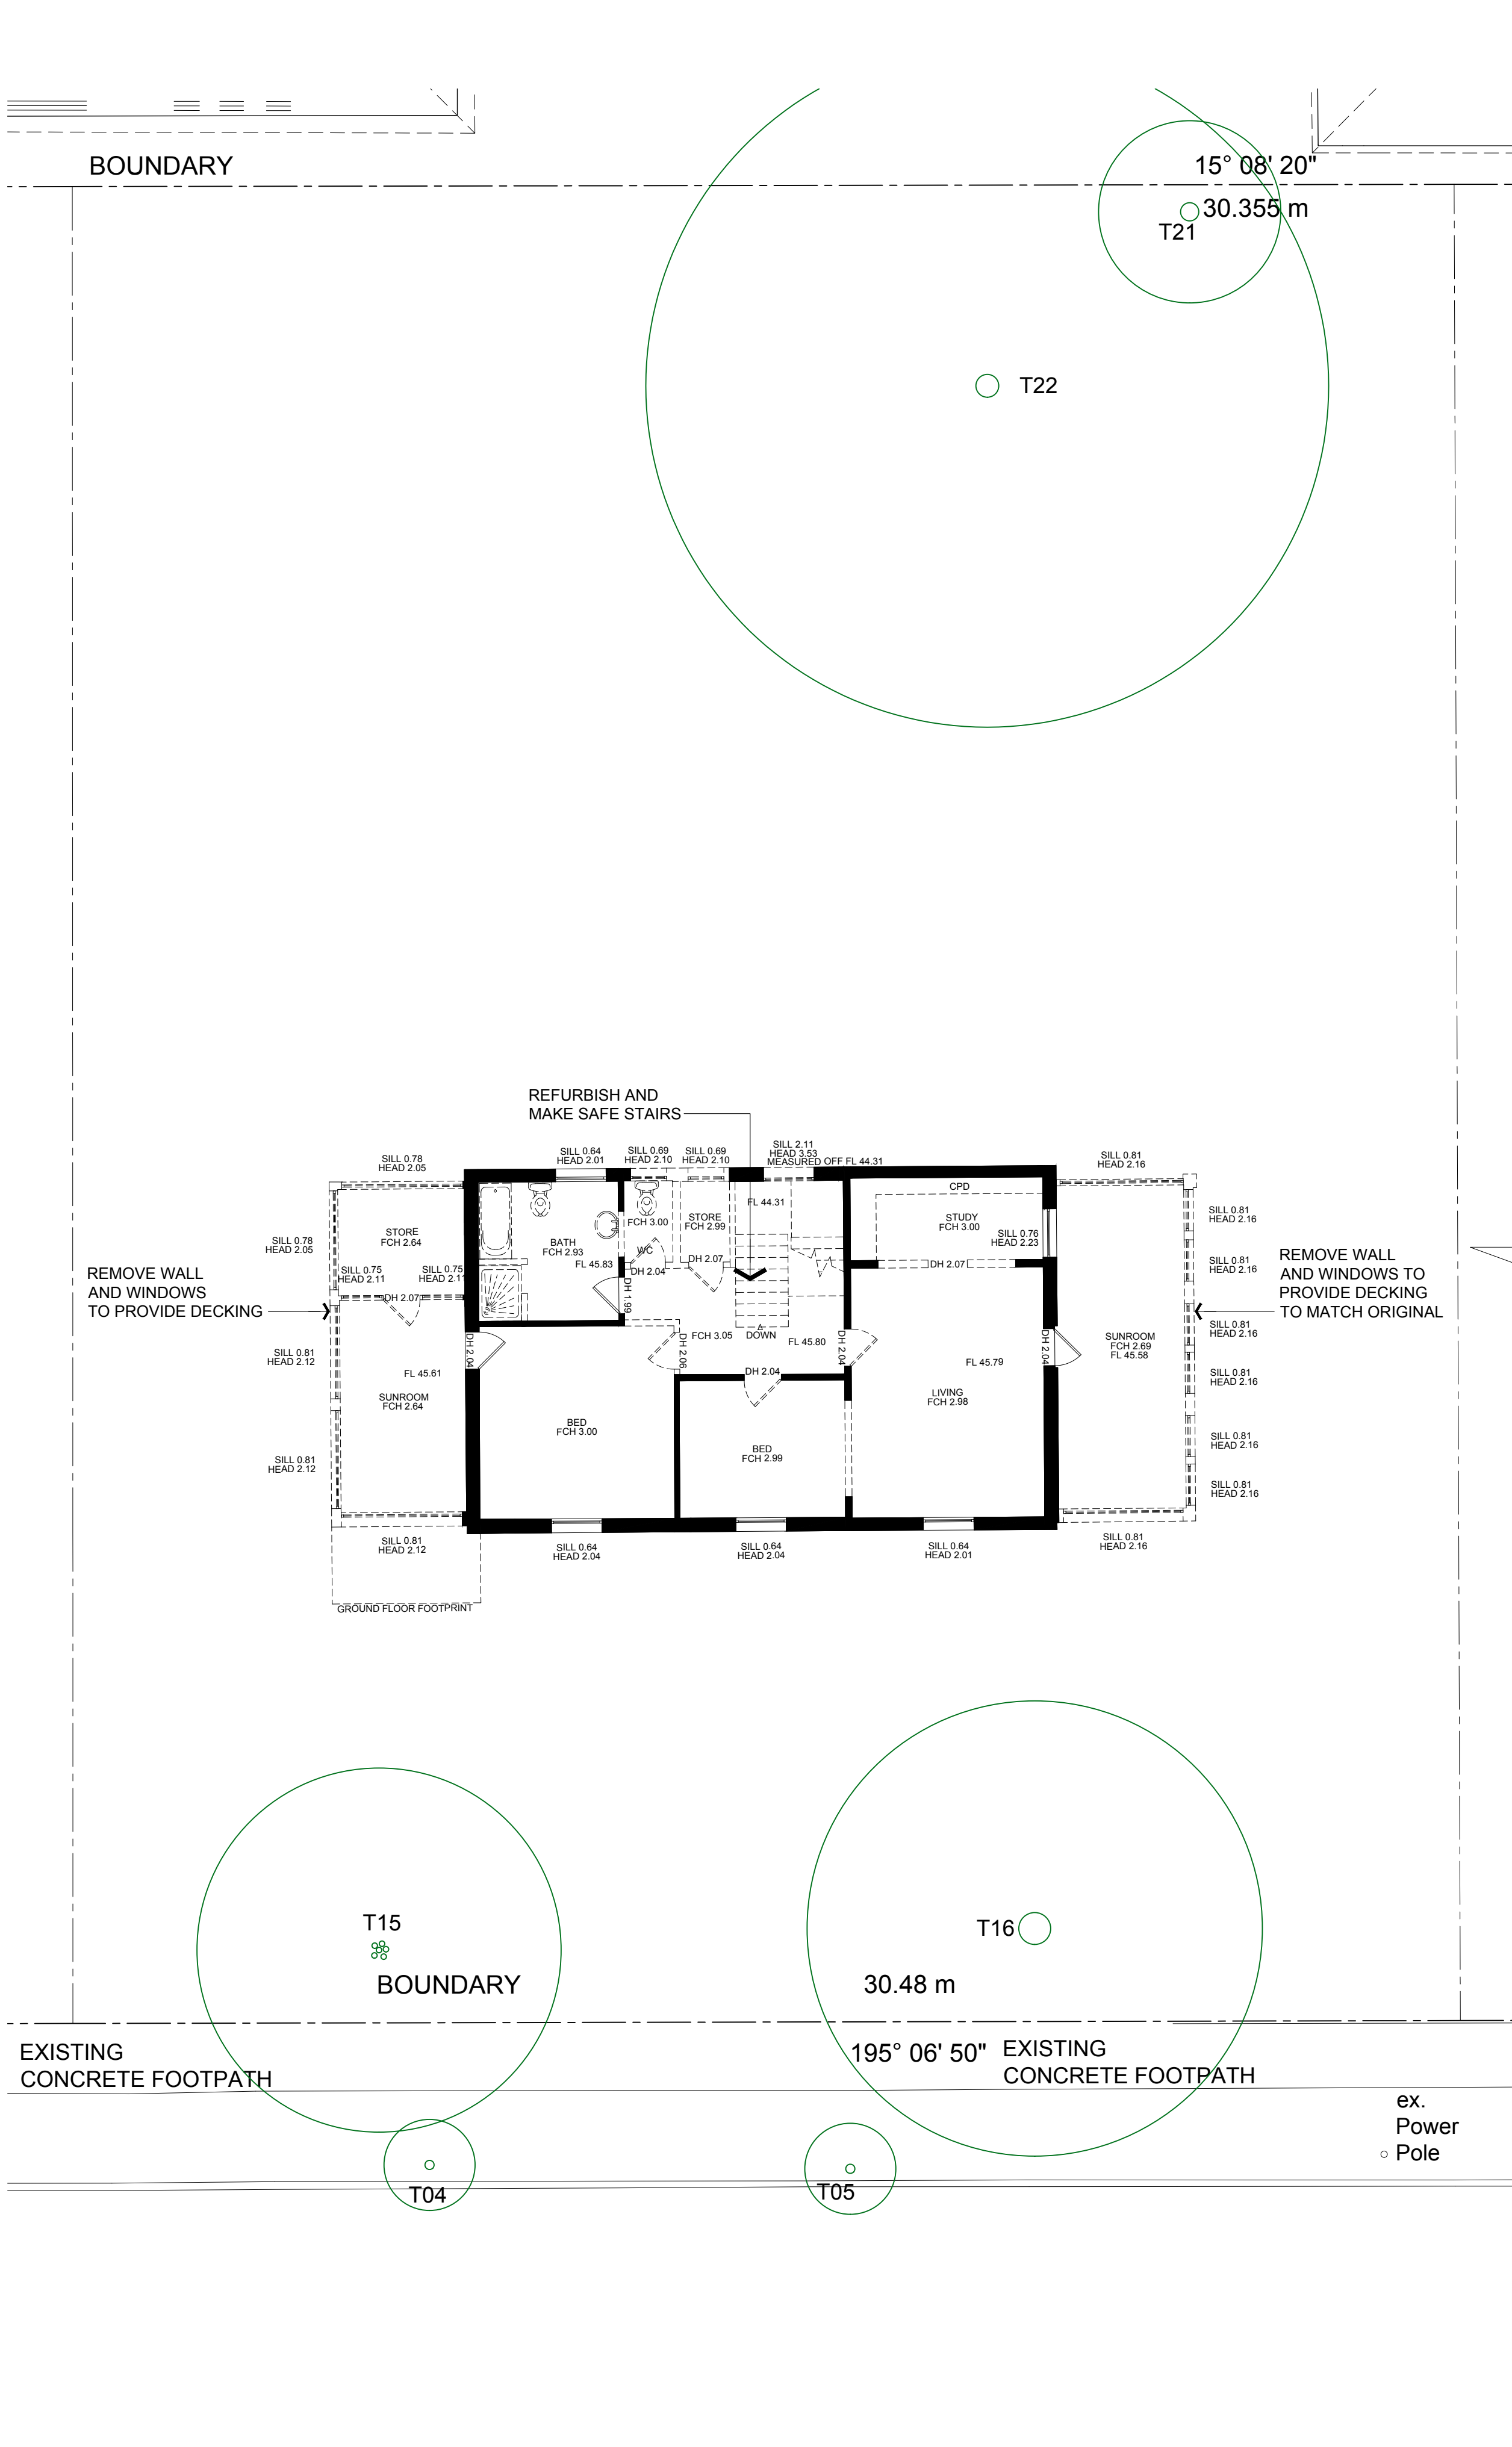 BOUNDARY
15° 08' 20"
30.355 m
T21
T22
REFURBISH AND
MAKE SAFE STAIRS
SILL 0.78
HEAD 2.05
SILL 0.64
HEAD 2.01
SILL 0.69
HEAD 2.10
SILL 0.69
HEAD 2.10
SILL 2.11
HEAD 3.53
MEASURED OFF FL 44.31
SILL 0.81
HEAD 2.16
CPD
FL 44.31
STUDY
FCH 3.00
SILL 0.76
HEAD 2.23
STORE
FCH 2.64
SILL 0.78
HEAD 2.05
SILL 0.75
HEAD 2.11
SILL 0.75
HEAD 2.11
DH 2.07
BATH
FCH 2.93
FL 45.83
FCH 3.00
WC
DH 2.04
STORE
FCH 2.99
DH 2.07
DH 2.07
SILL 0.81
HEAD 2.16
SILL 0.81
HEAD 2.16
SILL 0.81
HEAD 2.16
SILL 0.81
HEAD 2.16
SILL 0.81
HEAD 2.16
SILL 0.81
HEAD 2.16
REMOVE WALL
AND WINDOWS
TO PROVIDE DECKING
REMOVE WALL
AND WINDOWS TO
PROVIDE DECKING
TO MATCH ORIGINAL
DH 1.99
DH 2.04
DH 2.06
FCH 3.05
DOWN
FL 45.80
DH 2.04
DH 2.04
DH 2.04
FL 45.79
SUNROOM
FCH 2.69
FL 45.58
SILL 0.81
HEAD 2.12
FL 45.61
SUNROOM
FCH 2.64
SILL 0.81
HEAD 2.12
BED
FCH 3.00
BED
FCH 2.99
LIVING
FCH 2.98
SILL 0.81
HEAD 2.12
SILL 0.64
HEAD 2.04
SILL 0.64
HEAD 2.04
SILL 0.64
HEAD 2.01
SILL 0.81
HEAD 2.16
GROUND FLOOR FOOTPRINT
T15
T16
BOUNDARY
30.48 m
195° 06' 50"
EXISTING
CONCRETE FOOTPATH
EXISTING
CONCRETE FOOTPATH
ex.
Power
Pole
T04
T05